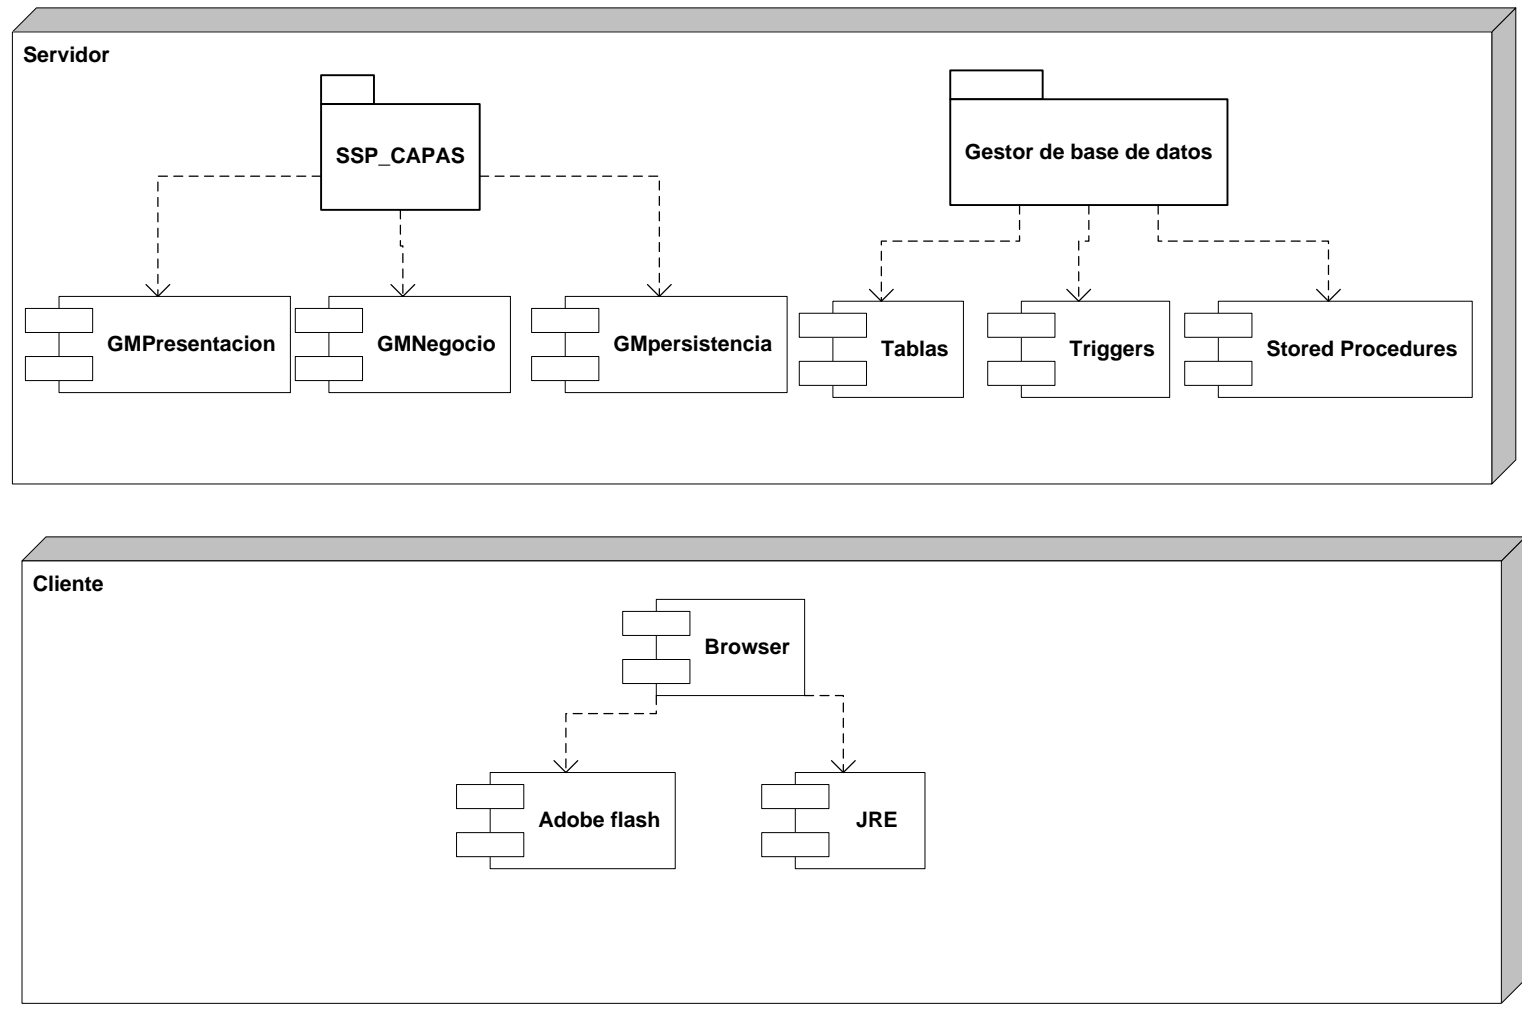 Servidor
SSP_CAPAS
Gestor de base de datos
GMPresentacion
GMNegocio
GMpersistencia
Tablas
Triggers
Stored Procedures
Cliente
Browser
Adobe flash
JRE